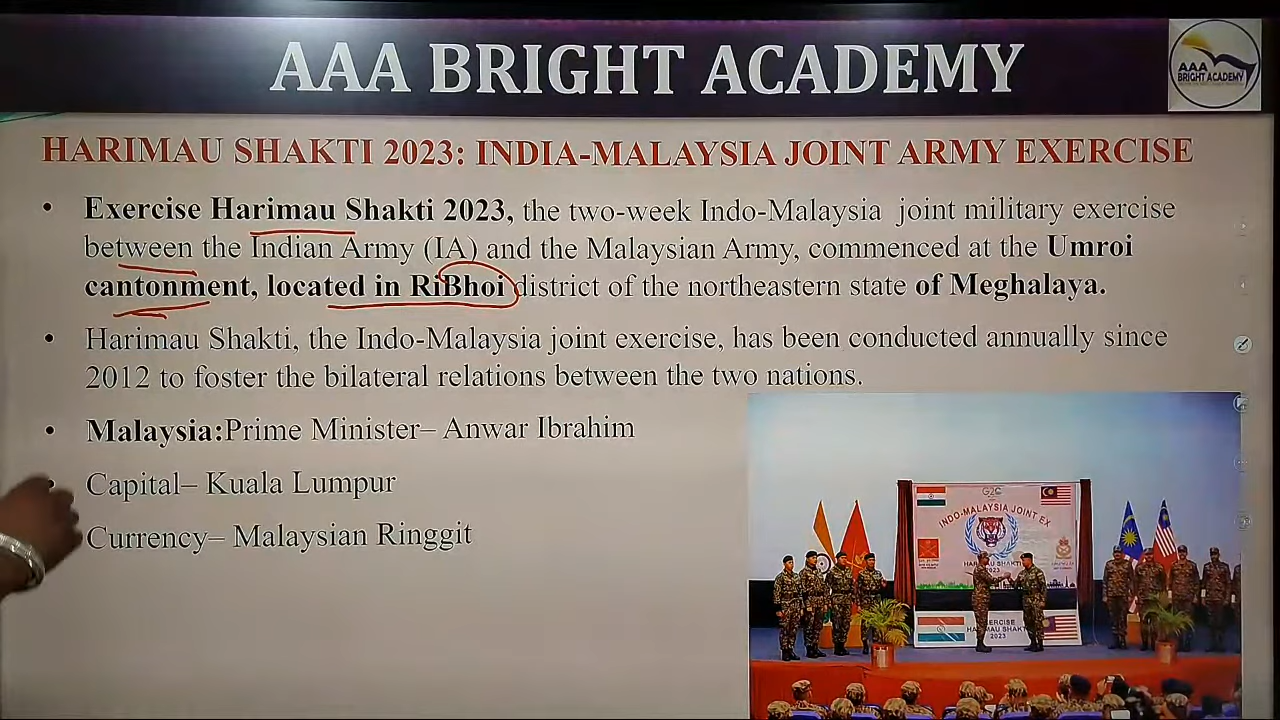 AAA BRIGHT ACADEMY
AAA
BRIGHT ACADEMY
HARIMAU SHAKTI 2023: INDIA-MALAYSIA JOINT ARMY EXERCISE
• Exercise Harimau Shakti 2023, the two-week Indo-Malaysia joint military exercise
between the Indian Army (IA) and the Malaysian Army, commenced at the Umroi
cantonment, located in RiBhoi district of the northeastern state of Meghalaya.
• Harimau Shakti, the Indo-Malaysia joint exercise, has been conducted annually since
2012 to foster the bilateral relations between the two nations.
• Malaysia:Prime Minister– Anwar Ibrahim
Capital– Kuala Lumpur
Currency– Malaysian Ringgit
G20
INDO-MALAYSIA JOINT EX
HARIMAU SHAKTI
2023
EXERCISE
HARIMAU SHAKTI
2023